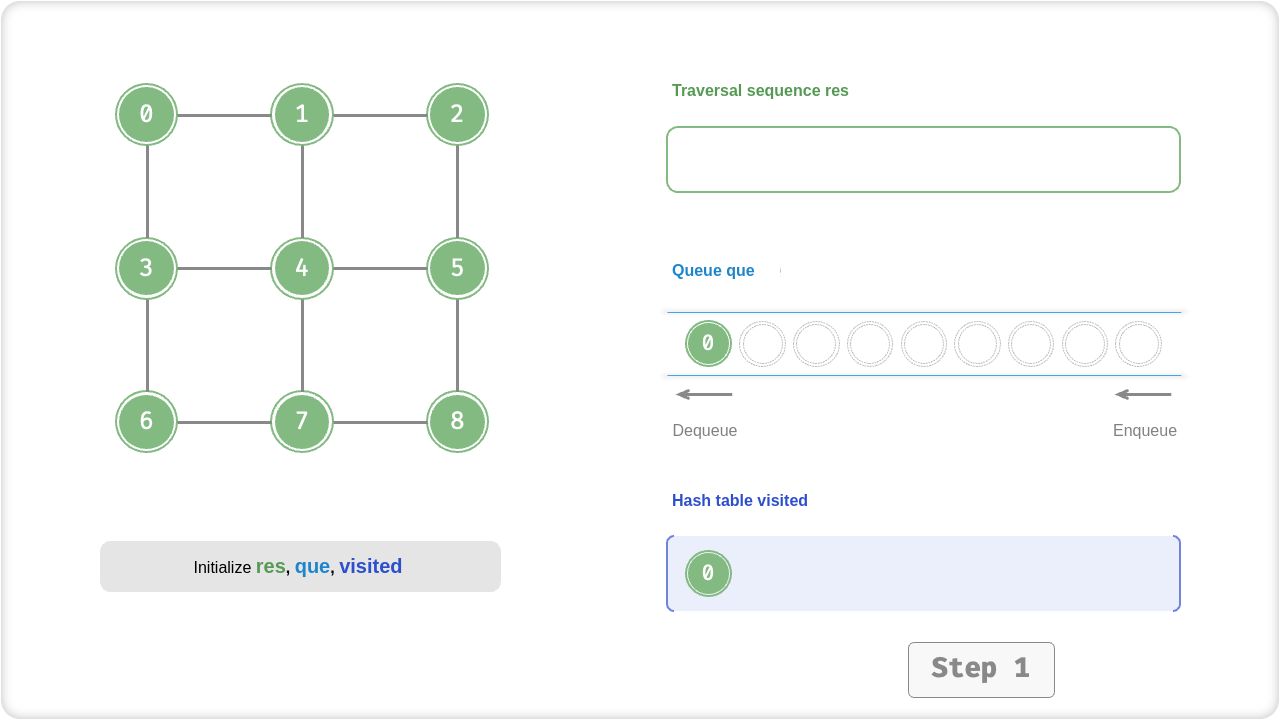 0 1 2
3 4 5
6 7 8
Initialize res, que, visited
Traversal sequence res
Queue que
0
Dequeue
Enqueue
Hash table visited
0
Step 1